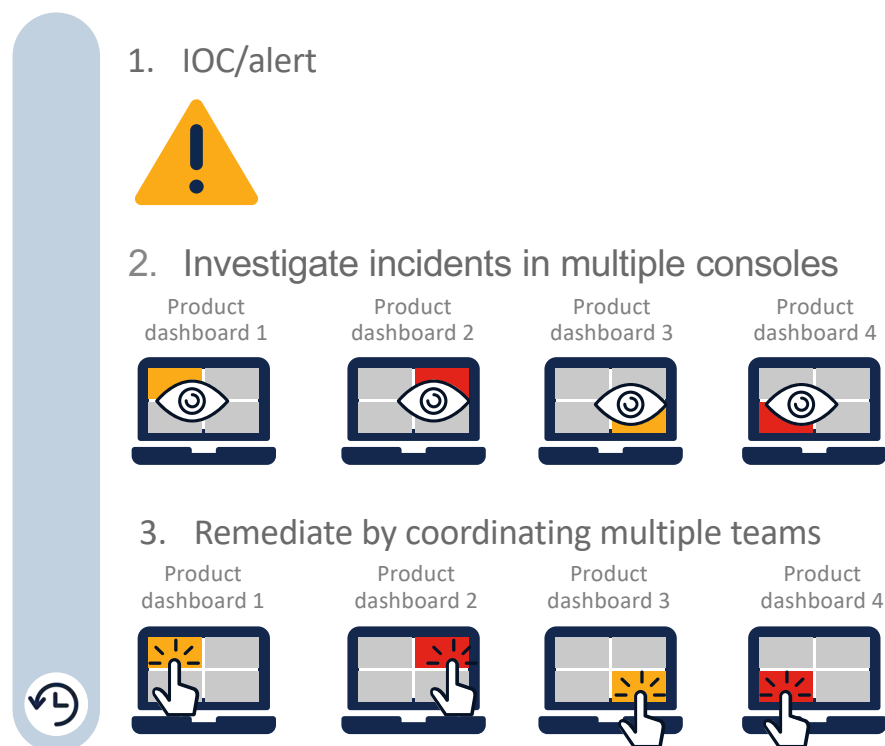 1. IOC/alert
2. Investigate incidents in multiple consoles
Product dashboard 1
Product dashboard 2
Product dashboard 3
Product dashboard 4
3. Remediate by coordinating multiple teams
Product dashboard 1
Product dashboard 2
Product dashboard 3
Product dashboard 4